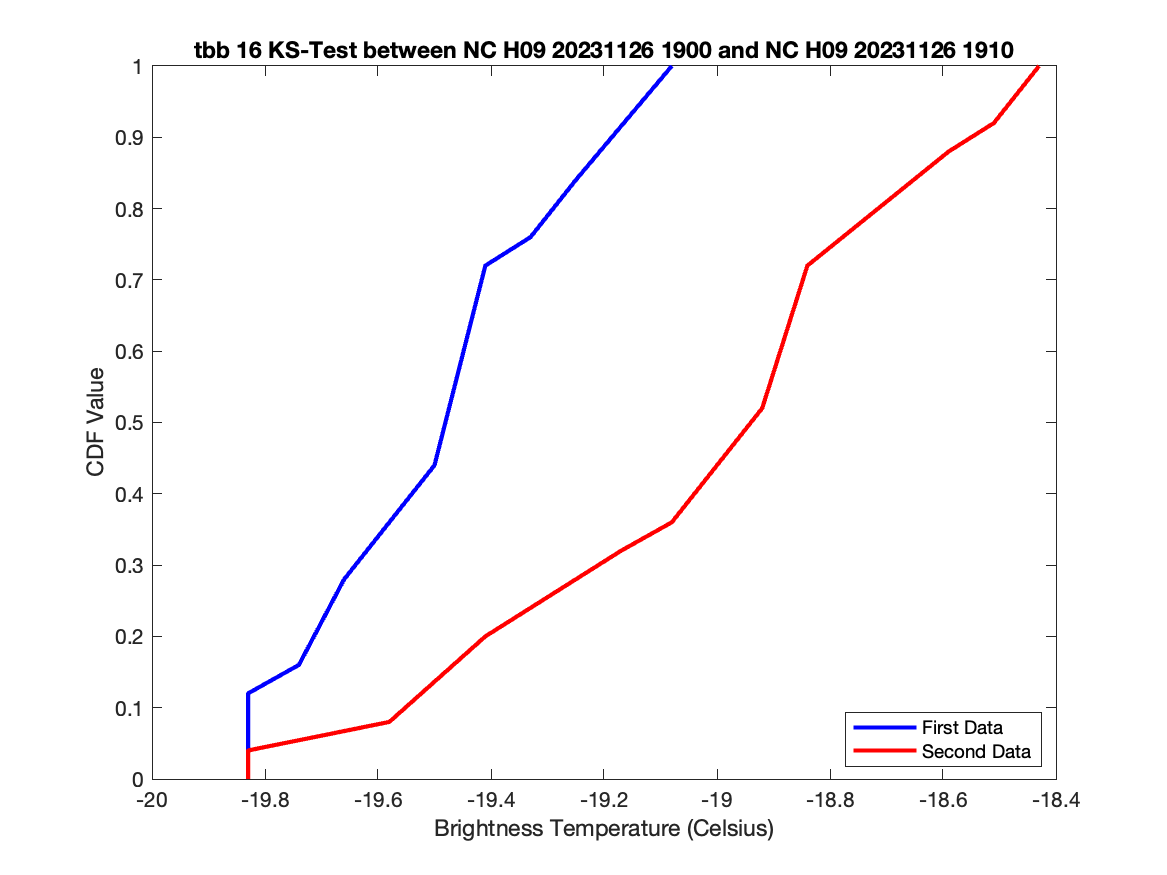 tbb 16 KS-Test between NC H09 20231126 1900 and NC H09 20231126 1910
1
0.9
0.8
0.7
0.6
0.5
0.4
0.3
0.2
0.1
0
CDF Value
First Data
Second Data
-20 -19.8 -19.6 -19.4 -19.2 -19 -18.8 -18.6 -18.4
Brightness Temperature (Celsius)